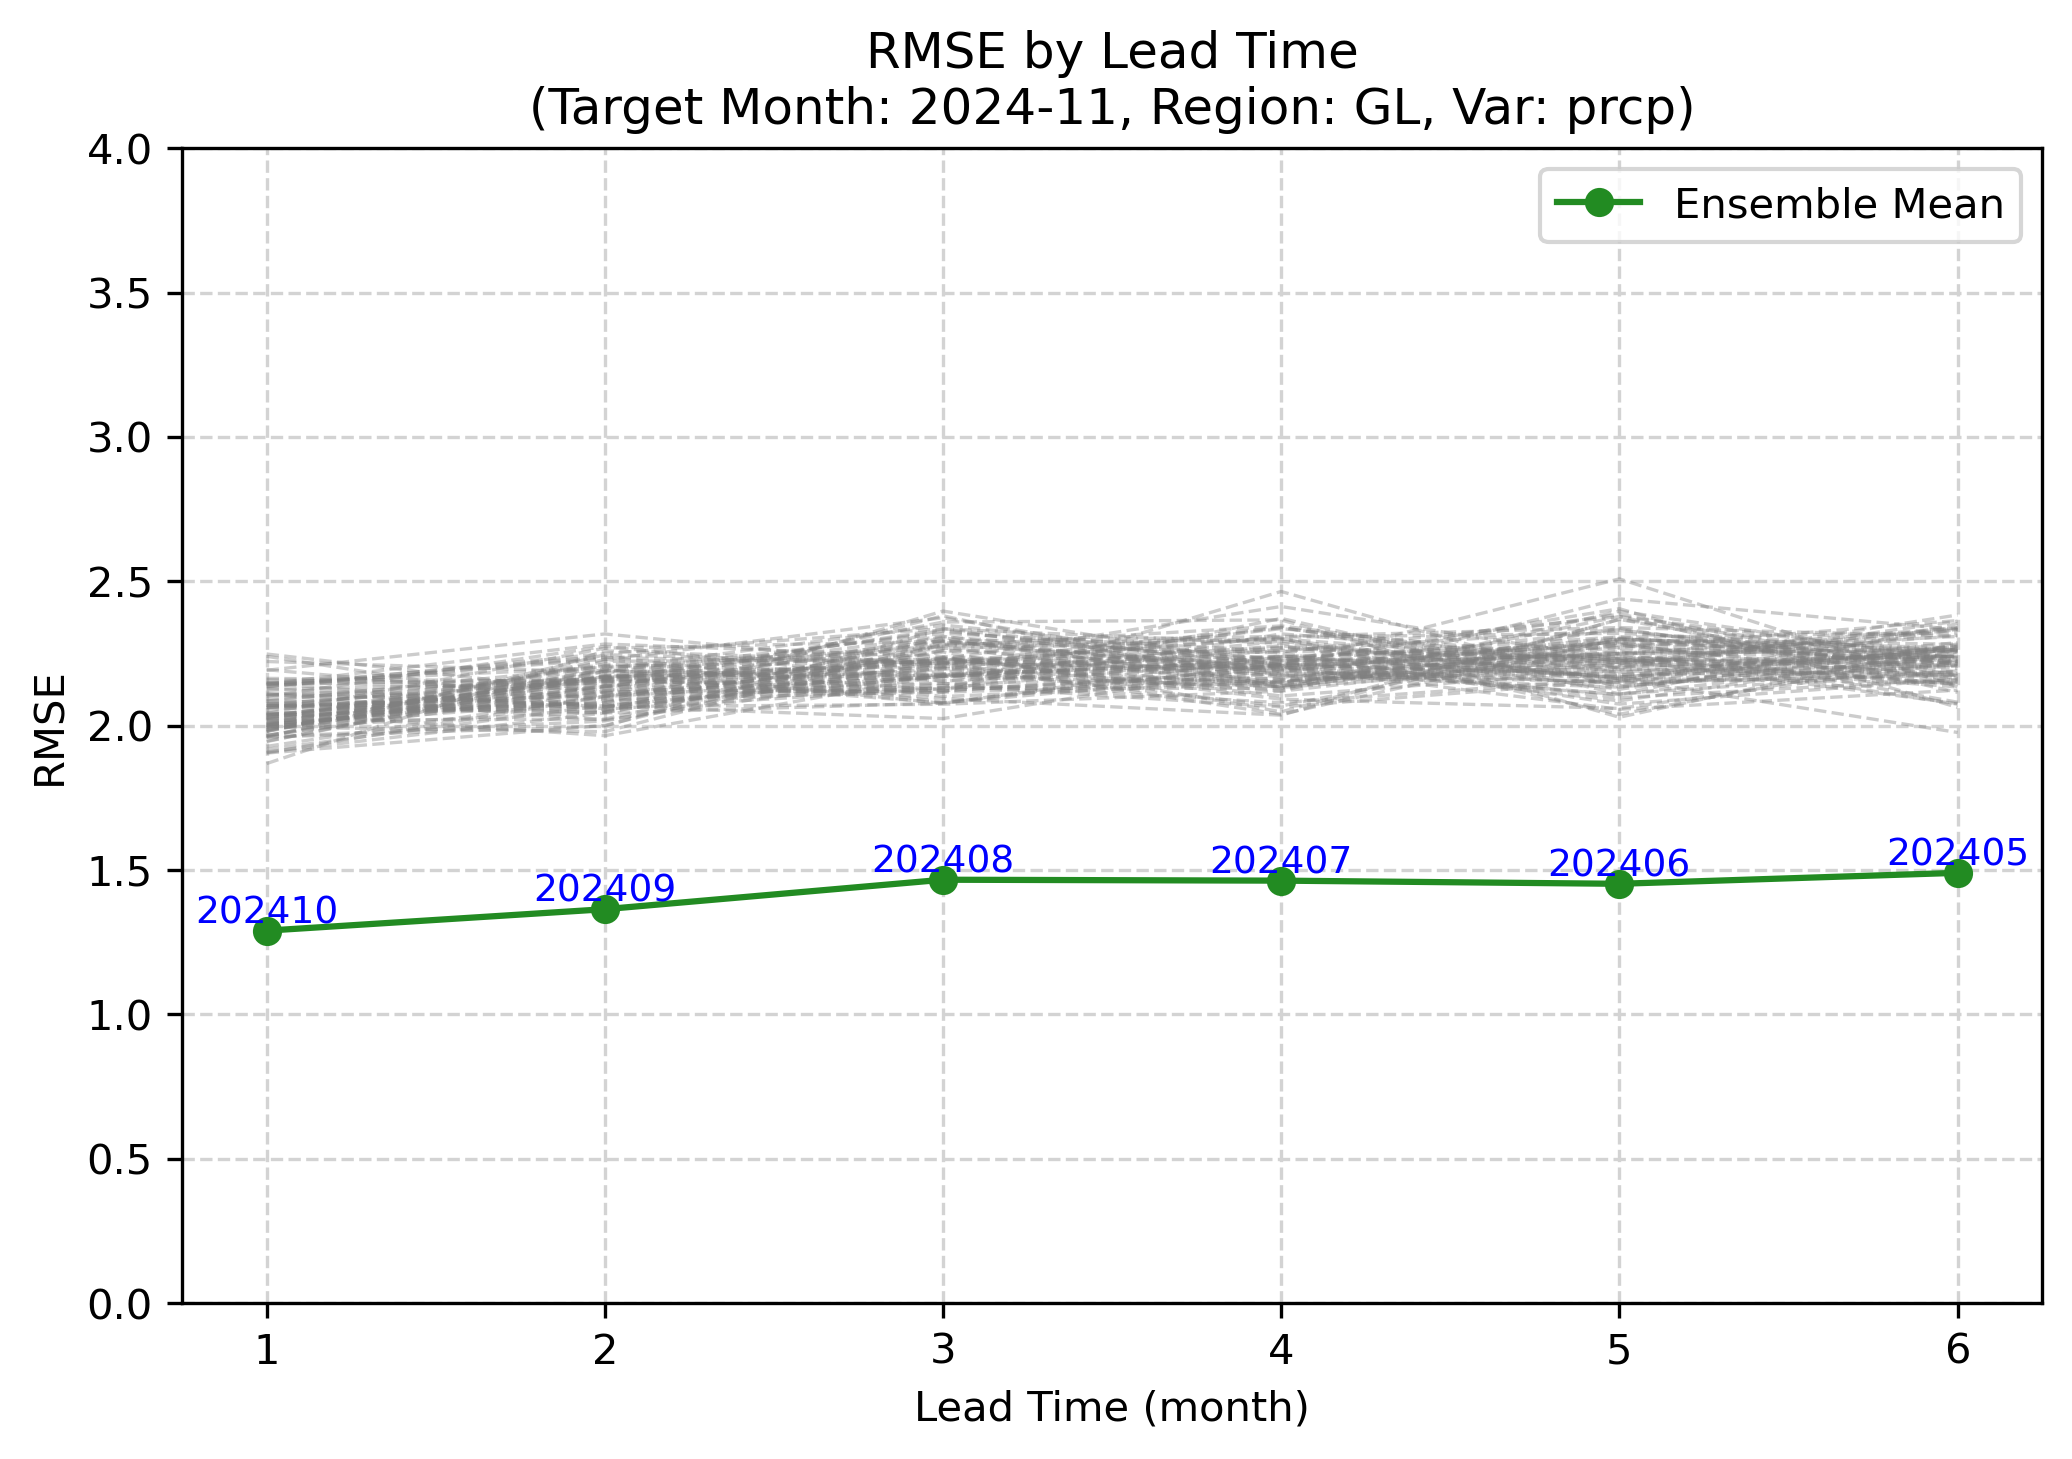 RMSE by Lead Time
(Target Month: 2024-11, Region: GL, Var: prcp)
Ensemble Mean
RMSE
4.0
3.5
3.0
2.5
2.0
1.5
1.0
0.5
0.0
202410
202409
202408
202407
202406
202405
1 2 3 4 5 6
Lead Time (month)